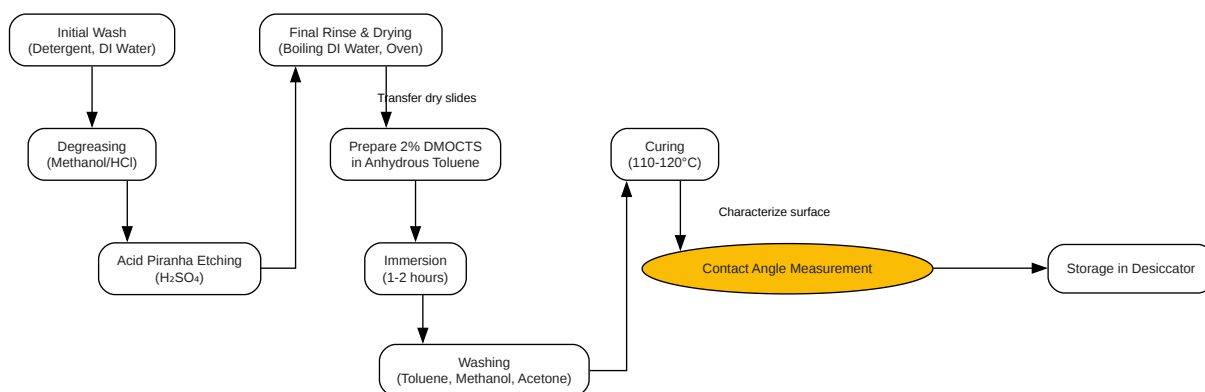 Initial Wash
(Detergent, DI Water)
Degreasing
(Methanol/HCl)
Acid Piranha Etching
(H₂SO₄)
Final Rinse & Drying
(Boiling DI Water, Oven)
Transfer dry slides
Prepare 2% DMOCTS
in Anhydrous Toluene
Immersion
(1-2 hours)
Washing
(Toluene, Methanol, Acetone)
Curing
(110-120°C)
Characterize surface
Contact Angle Measurement
Storage in Desiccator